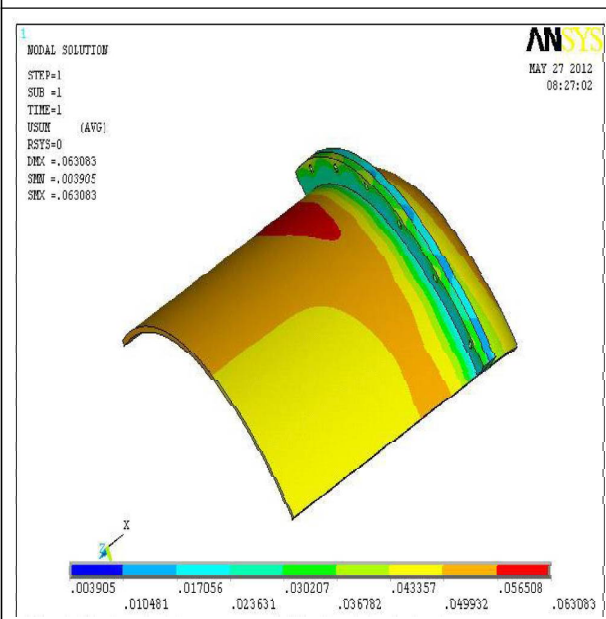 1
NODAL SOLUTION
STEP=1
SUB =1
TIME=1
USUM (AVG)
RSYS=0
DMX =.063083
SMN =.003905
SMX =.063083
ANSYS
MAY 27 2012
08:27:02
X
Z
.003905 .017056 .030207 .043357 .056508
.010481 .023631 .036782 .049932 .063083